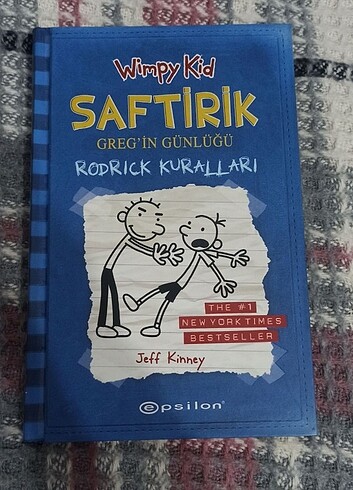 Wimpy Kid
SAFTİRİK
GREG'İN GÜNLÜĞÜ
RODRICK KURALLARI
THE #1
NEW YORK TIMES
BESTSELLER
Jeff Kinney
epsilon